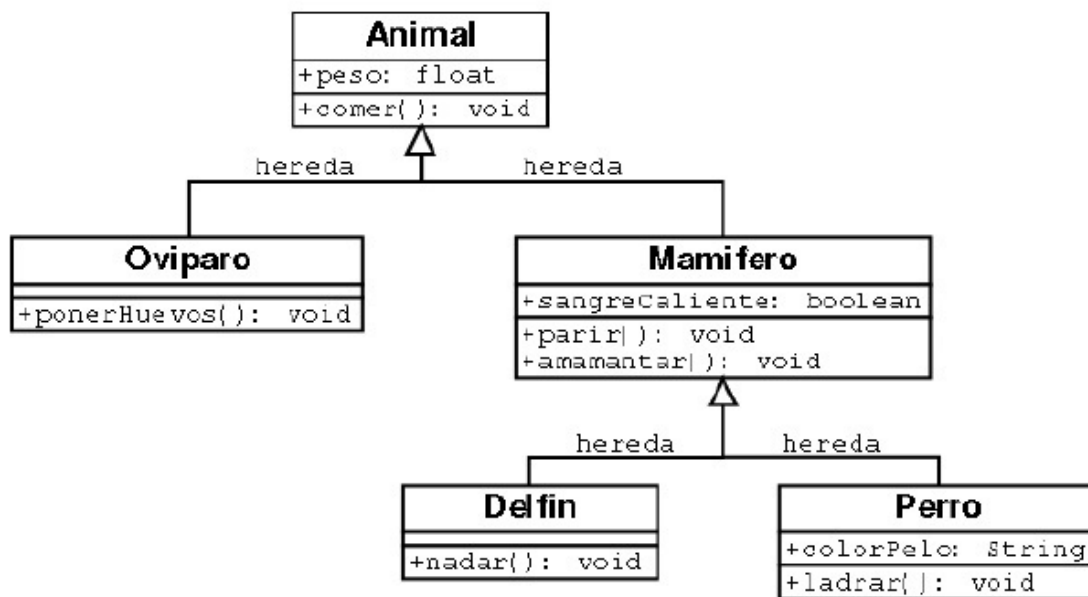 Animal
+peso: float
+comer(): void
hereda
hereda
Oviparo
+ponerHuevos(): void
Mamifero
+sangreCaliente: boolean
+parir(): void
+amamantar(): void
hereda
hereda
Delfin
+nadar(): void
Perro
+colorPelo: String
+ladrar(): void